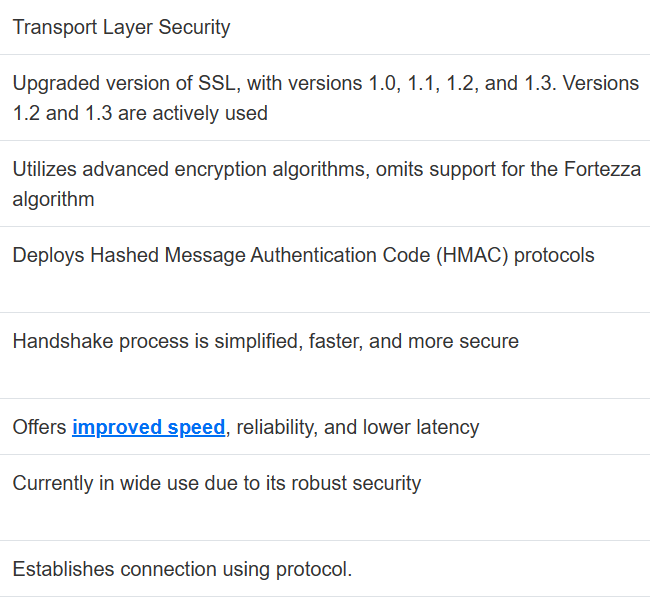 Transport Layer Security
Upgraded version of SSL, with versions 1.0, 1.1, 1.2, and 1.3. Versions
1.2 and 1.3 are actively used
Utilizes advanced encryption algorithms, omits support for the Fortezza
algorithm
Deploys Hashed Message Authentication Code (HMAC) protocols
Handshake process is simplified, faster, and more secure
Offers improved speed, reliability, and lower latency
Currently in wide use due to its robust security
Establishes connection using protocol.